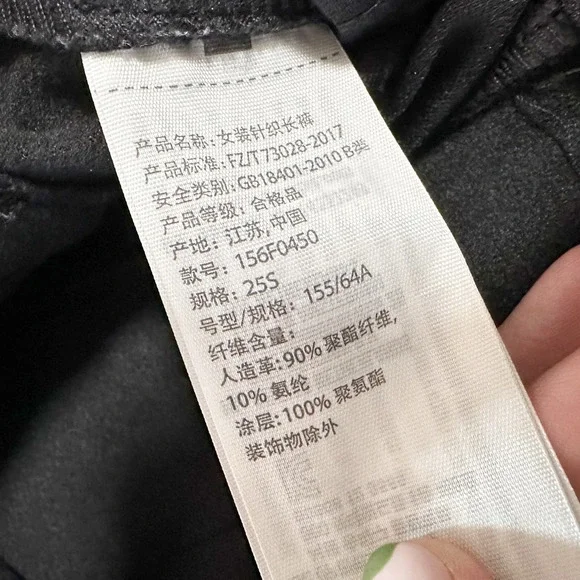 产品名称: 女装针织长裤
产品标准: FZ/T73028-2017
安全类别: GB18401-2010 B类
产品等级: 合格品
产地: 江苏, 中国
款号: 156F0450
规格: 25S
号型/规格: 155/64A
纤维含量:
人造革: 90% 聚酯纤维,
10% 氨纶
涂层: 100% 聚氨酯
装饰物除外